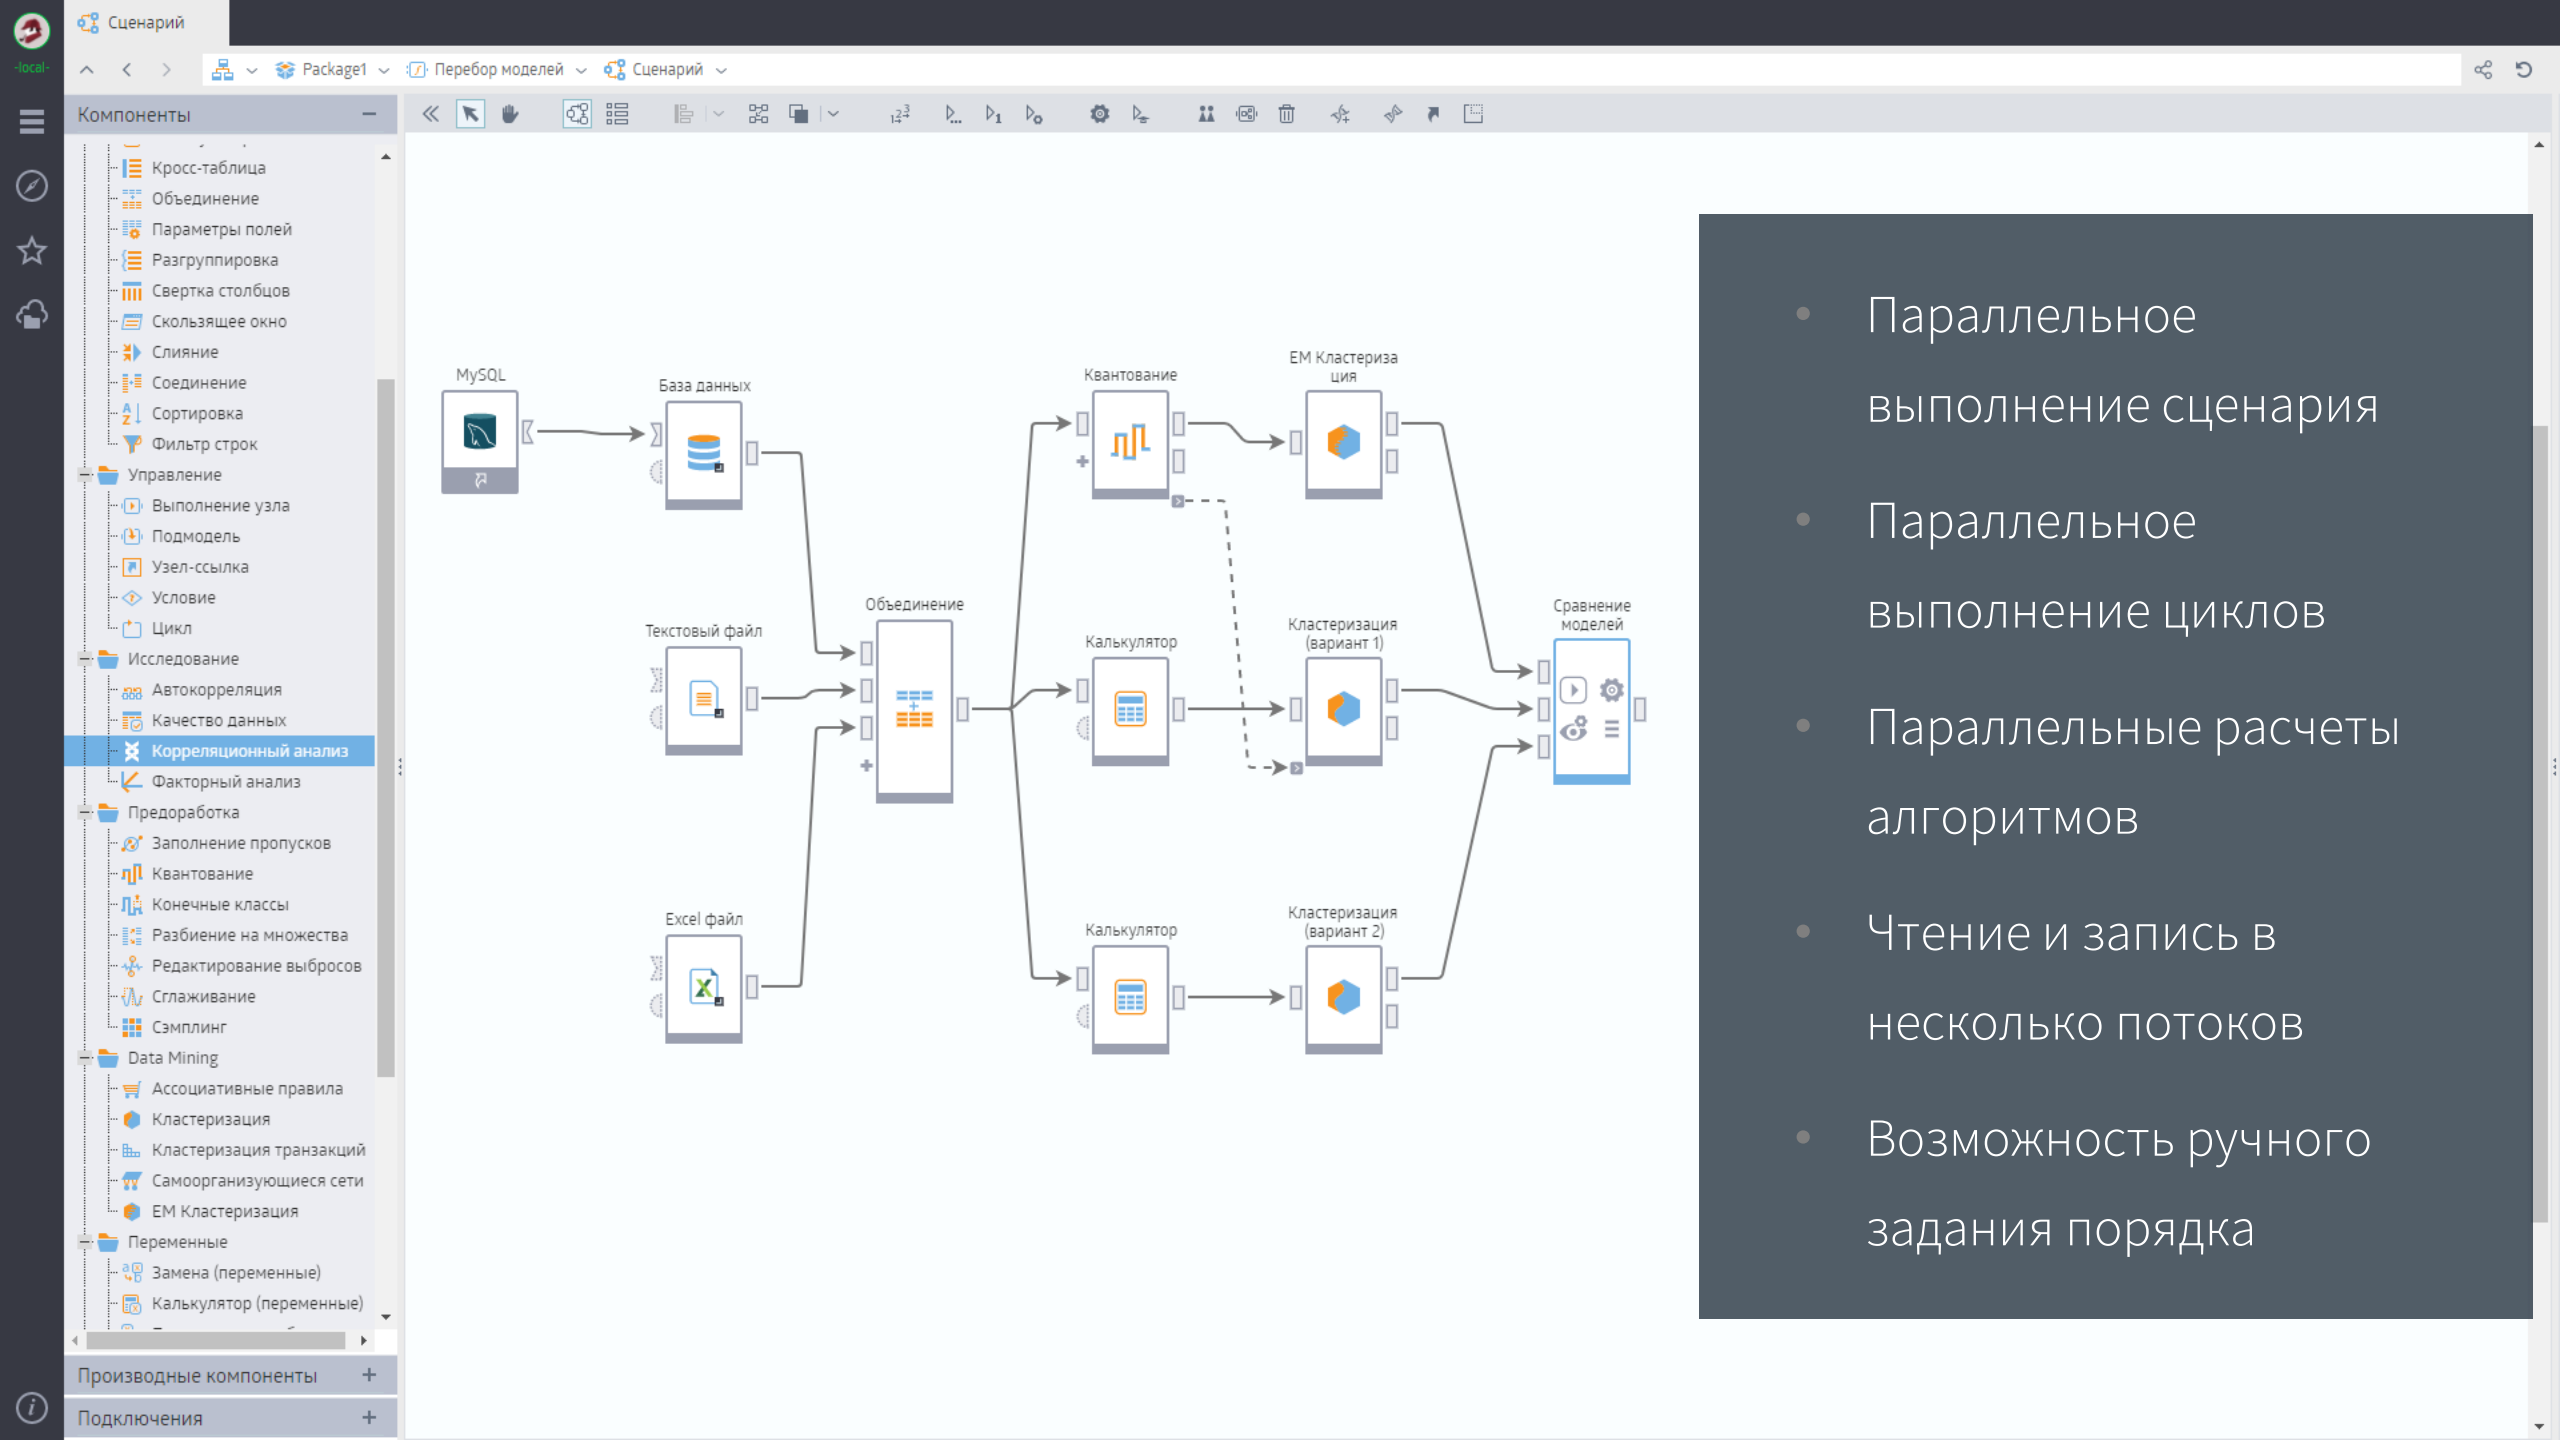 Сценарий
-local-
Package1
Перебор моделей
Сценарий
Компоненты
Кросс-таблица
Объединение
Параметры полей
Разгруппировка
Свертка столбцов
Скользящее окно
Слияние
Соединение
Сортировка
Фильтр строк
Управление
Выполнение узла
Подмодель
Узел-ссылка
Условие
Цикл
Исследование
Автокорреляция
Качество данных
Корреляционный анализ
Факторный анализ
Предоработка
Заполнение пропусков
Квантование
Конечные классы
Разбиение на множества
Редактирование выбросов
Сглаживание
Сэмплинг
Data Mining
Ассоциативные правила
Кластеризация
Кластеризация транзакций
Самоорганизующиеся сети
EM Кластеризация
Переменные
Замена (переменные)
Калькулятор (переменные)
Производные компоненты
Подключения
MySQL
База данных
Текстовый файл
Excel файл
Объединение
Квантование
EM Кластериза
ция
Калькулятор
Кластеризация
(вариант 1)
Калькулятор
Кластеризация
(вариант 2)
Сравнение
моделей
• Параллельное
выполнение сценария
• Параллельное
выполнение циклов
• Параллельные расчеты
алгоритмов
• Чтение и запись в
несколько потоков
• Возможность ручного
задания порядка